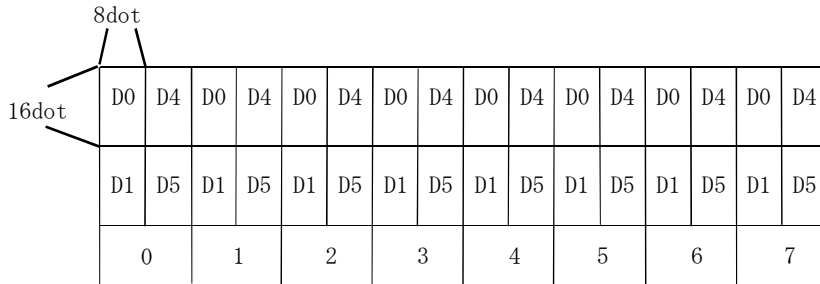 8dot
16dot
D0 D4 D0 D4 D0 D4 D0 D4 D0 D4 D0 D4 D0 D4 D0 D4
D1 D5 D1 D5 D1 D5 D1 D5 D1 D5 D1 D5 D1 D5 D1 D5
0 1 2 3 4 5 6 7